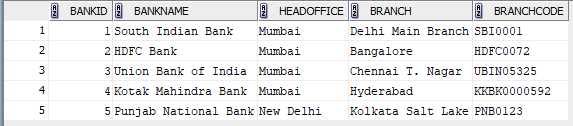 BANKID BANKNAME HEADOFFICE BRANCH BRANCHCODE
1 1 South Indian Bank Mumbai Delhi Main Branch SBI0001
2 2 HDFC Bank Mumbai Bangalore HDFC0072
3 3 Union Bank of India Mumbai Chennai T. Nagar UBIN05325
4 4 Kotak Mahindra Bank Mumbai Hyderabad KKBK0000592
5 5 Punjab National Bank New Delhi Kolkata Salt Lake PNB0123